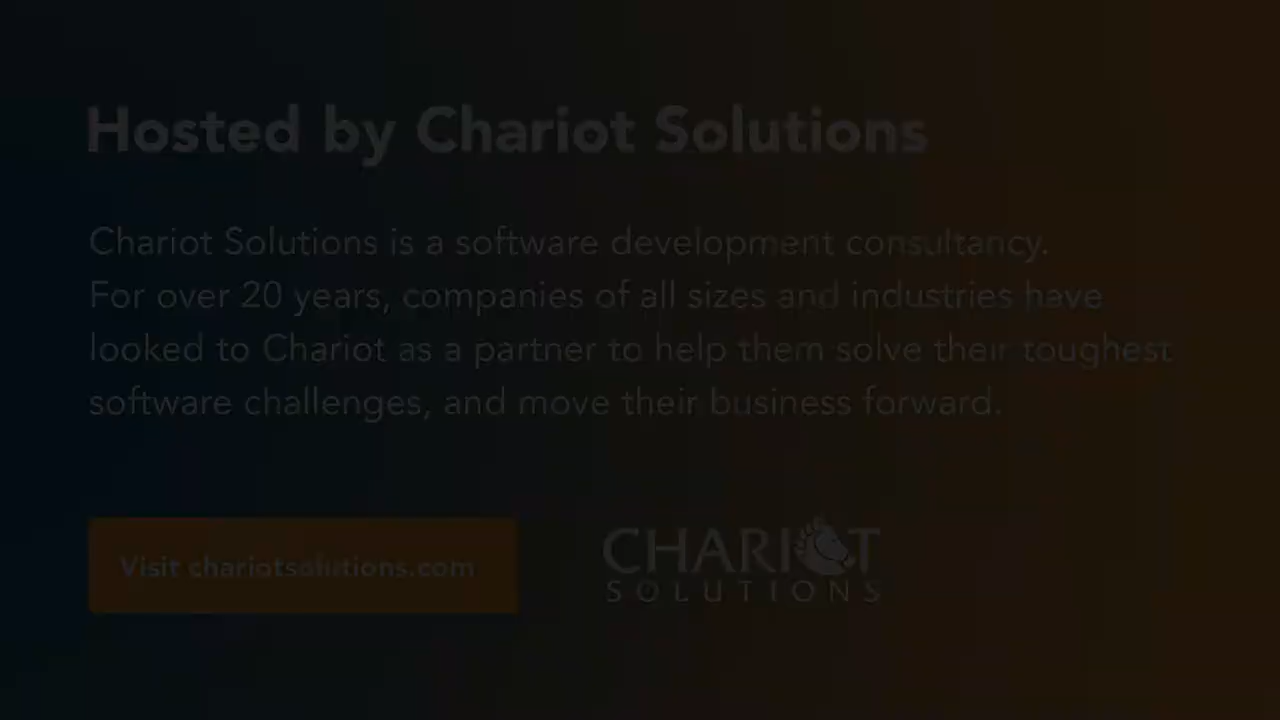 Hosted by Chariot Solutions
Chariot Solutions is a software development consultancy.
For over 20 years, companies of all sizes and industries have
looked to Chariot as a partner to help them solve their toughest
software challenges, and move their business forward.
Visit chariotsolutions.com
CHARIOT
SOLUTIONS